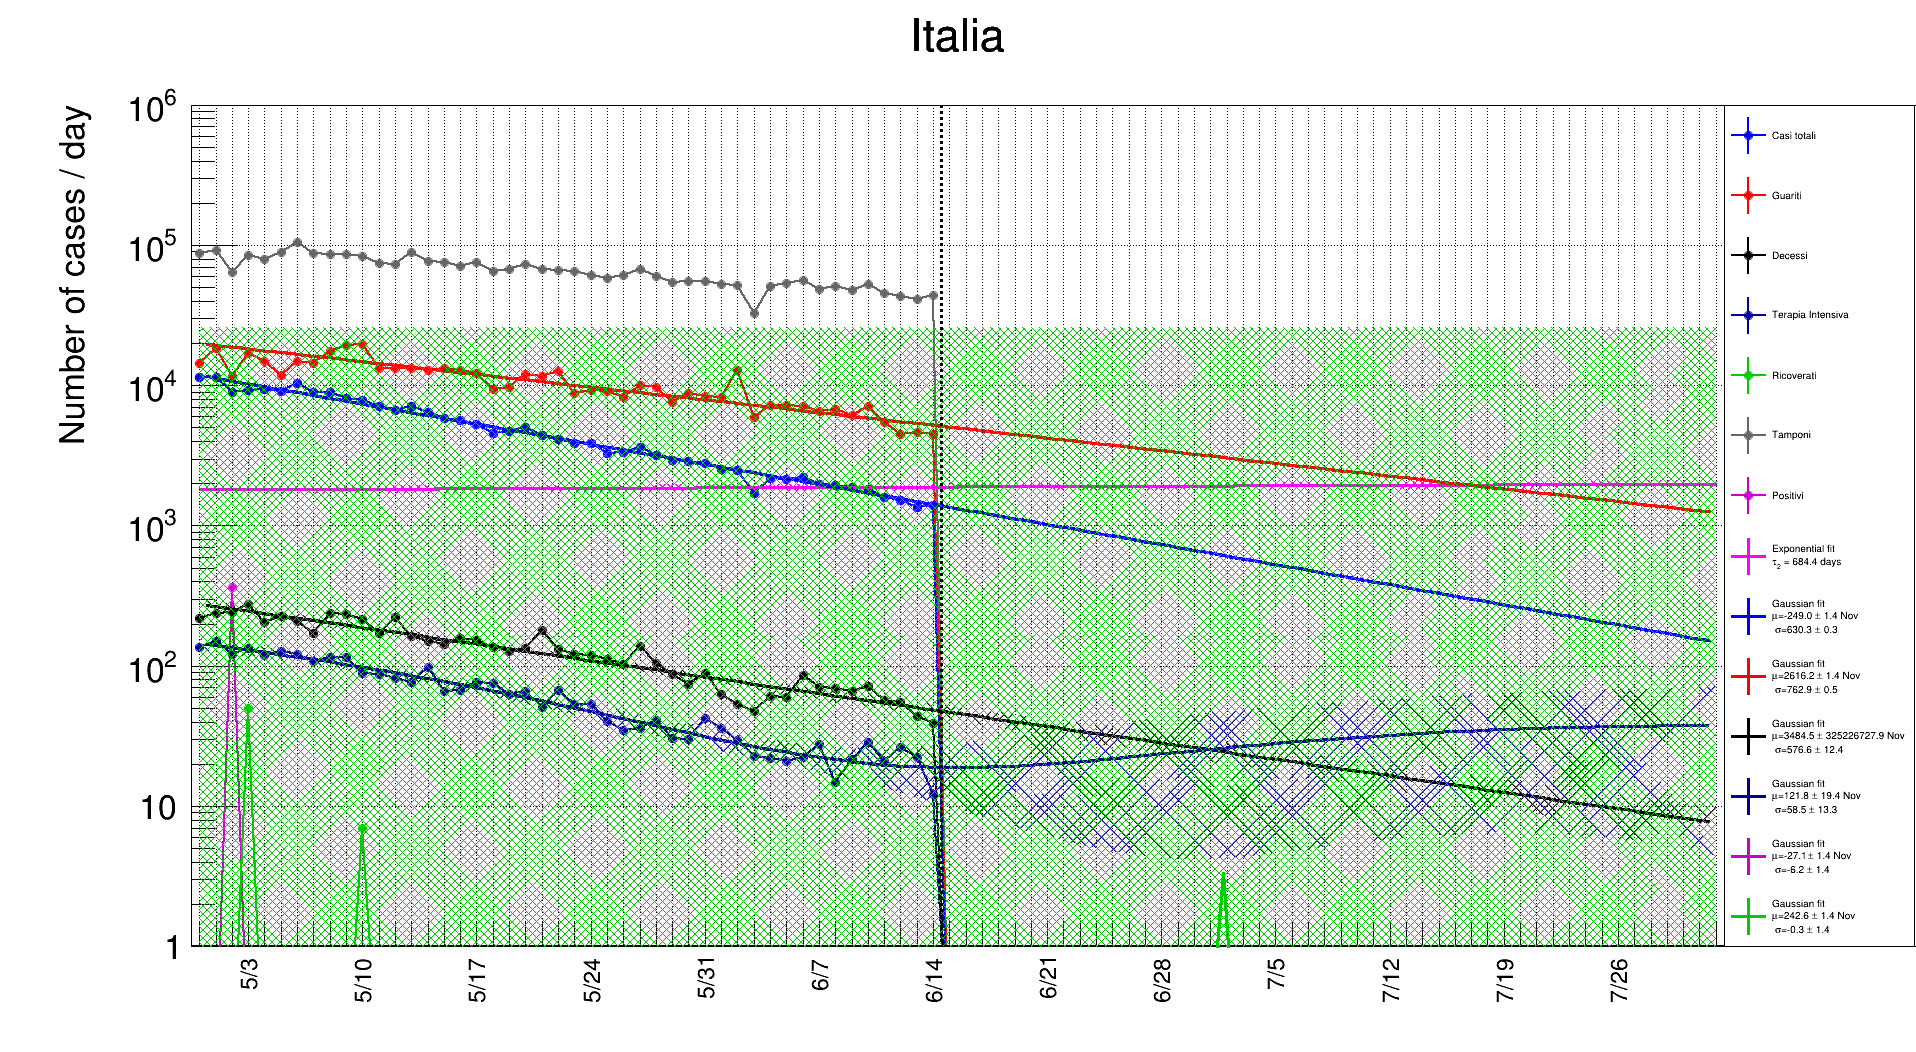 Italia
Number of cases / day
10^6
10^5
10^4
10^3
10^2
10
1
5/3
5/10
5/17
5/24
5/31
6/7
6/14
6/21
6/28
7/5
7/12
7/19
7/26
Casi totali
Guariti
Decessi
Terapia Intensiva
Ricoverati
Tamponi
Positivi
Exponential fit
τ₂ = 684.4 days
Gaussian fit
μ=-249.0 ± 1.4 Nov
σ=630.3 ± 0.3
Gaussian fit
μ=2616.2 ± 1.4 Nov
σ=762.9 ± 0.5
Gaussian fit
μ=3484.5 ± 325226727.9 Nov
σ=576.6 ± 12.4
Gaussian fit
μ=121.8 ± 19.4 Nov
σ=58.5 ± 13.3
Gaussian fit
μ=-27.1 ± 1.4 Nov
σ=-6.2 ± 1.4
Gaussian fit
μ=242.6 ± 1.4 Nov
σ=-0.3 ± 1.4